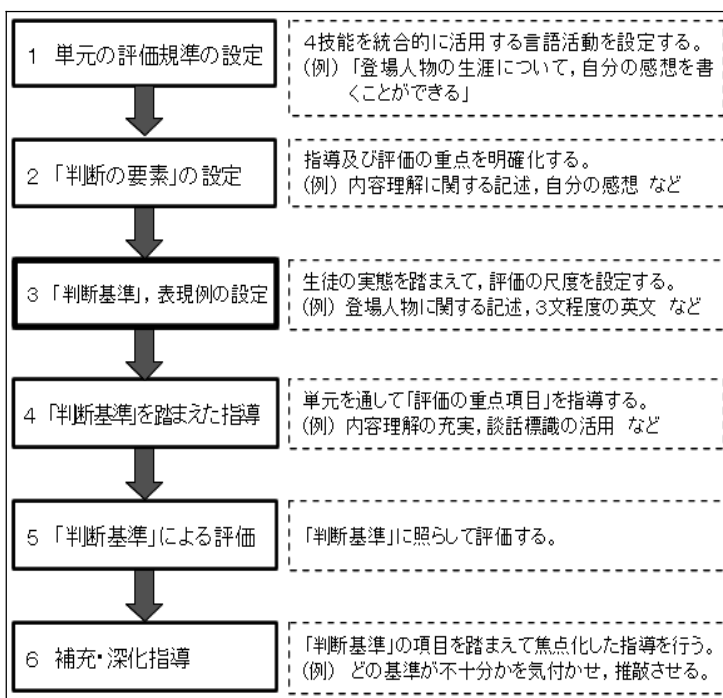 1 単元の評価規準の設定
4技能を統合的に活用する言語活動を設定する。
(例)「登場人物の生涯について,自分の感想を書
くことができる」
2 「判断の要素」の設定
指導及び評価の重点を明確化する。
(例) 内容理解に関する記述,自分の感想 など
3 「判断基準」,表現例の設定
生徒の実態を踏まえて,評価の尺度を設定する。
(例) 登場人物に関する記述,3文程度の英文 など
4 「判断基準」を踏まえた指導
単元を通して「評価の重点項目」を指導する。
(例) 内容理解の充実,談話標識の活用 など
5 「判断基準」による評価
「判断基準」に照らして評価する。
6 補充・深化指導
「判断基準」の項目を踏まえて焦点化した指導を行う。
(例) どの基準が不十分かを気付かせ,推敲させる。